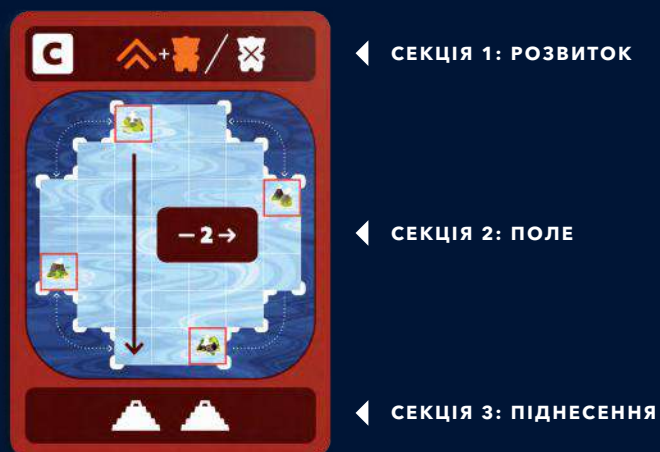 C
СЕКЦІЯ 1: РОЗВИТОК
−2→
СЕКЦІЯ 2: ПОЛЕ
СЕКЦІЯ 3: ПІДНЕСЕННЯ